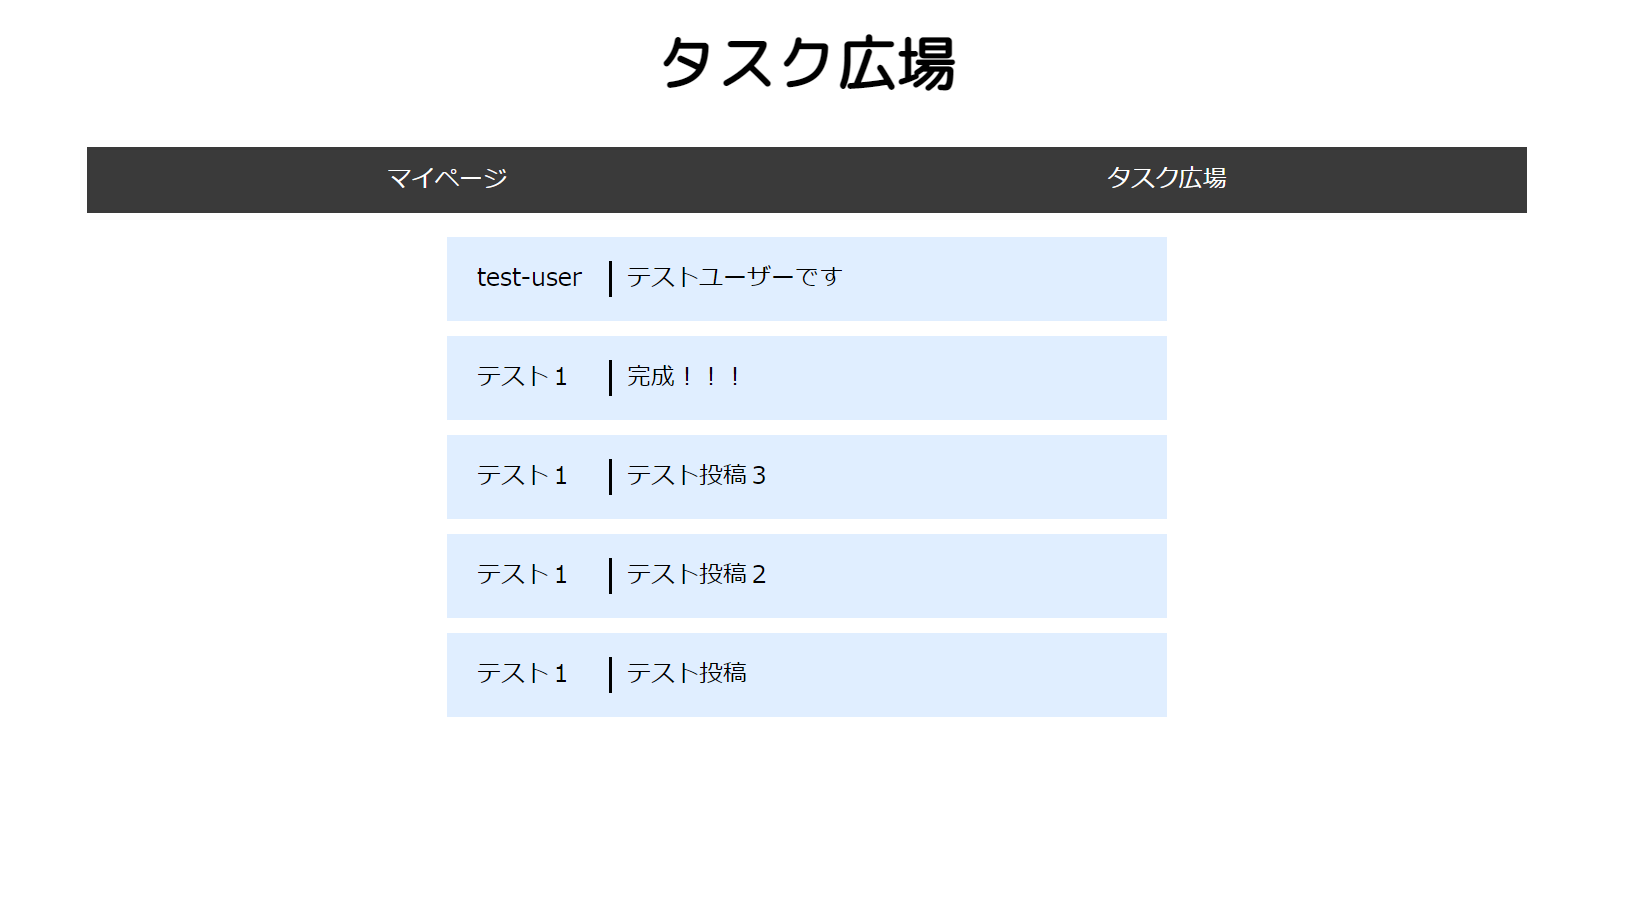 タスク広場
マイページ タスク広場
test-user テストユーザーです
テスト１ 完成！！！
テスト１ テスト投稿３
テスト１ テスト投稿２
テスト１ テスト投稿